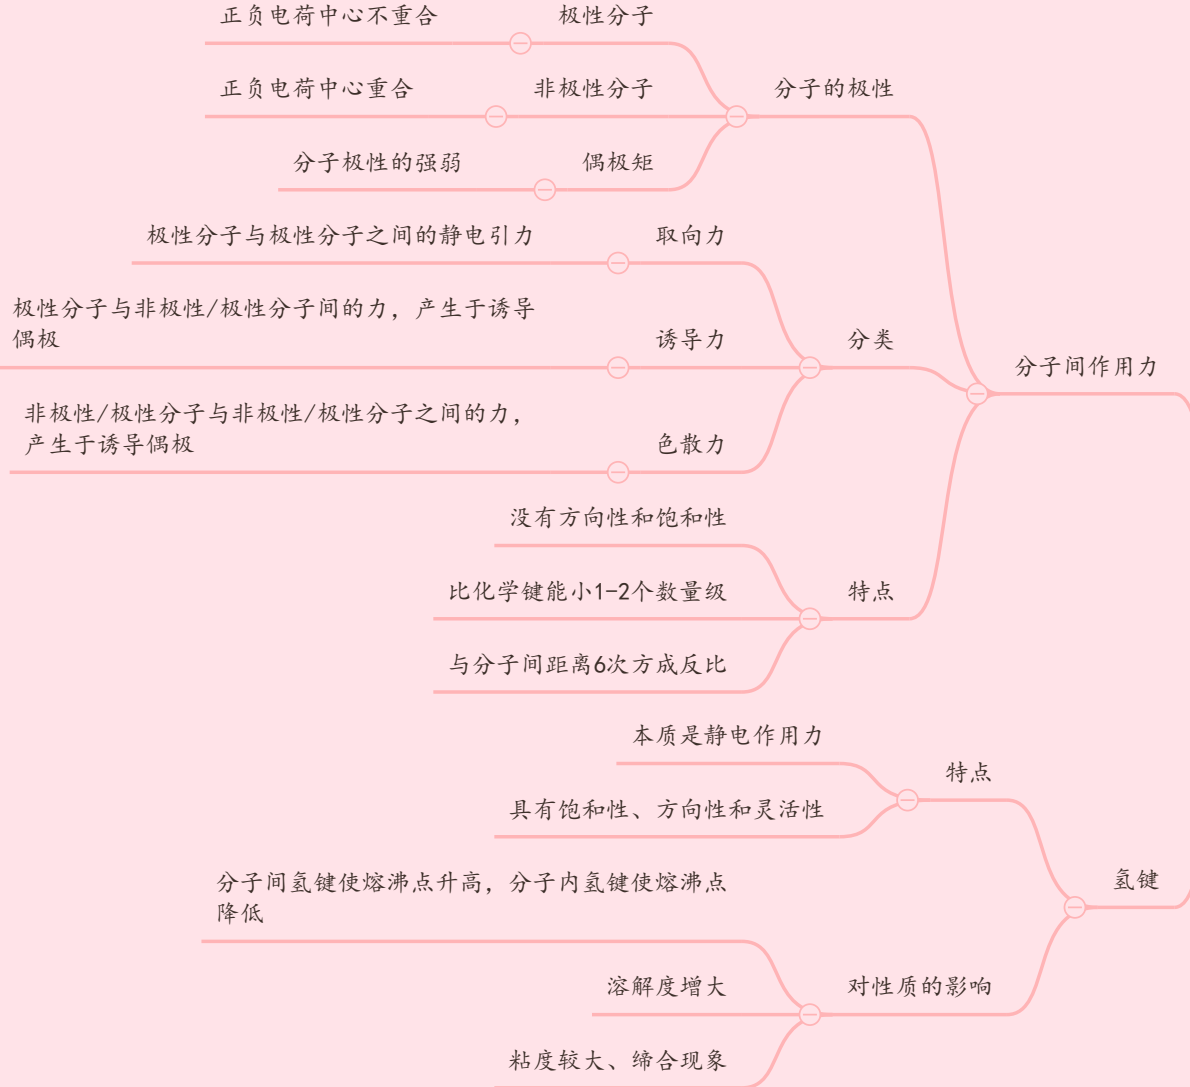 正负电荷中心不重合
极性分子
正负电荷中心重合
非极性分子
分子的极性
分子极性的强弱
偶极矩
极性分子与极性分子之间的静电引力
取向力
极性分子与非极性/极性分子间的力，产生于诱导
偶极
诱导力
分类
分子间作用力
非极性/极性分子与非极性/极性分子之间的力，
产生于诱导偶极
色散力
没有方向性和饱和性
比化学键能小1-2个数量级
特点
与分子间距离6次方成反比
本质是静电作用力
特点
具有饱和性、方向性和灵活性
分子间氢键使熔沸点升高，分子内氢键使熔沸点
降低
氢键
溶解度增大
对性质的影响
粘度较大、缔合现象